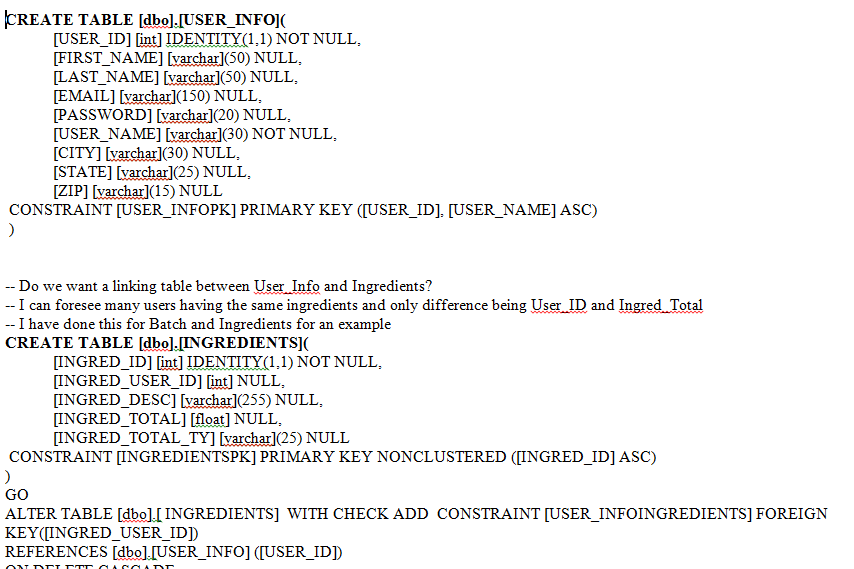 CREATE TABLE [dbo].[USER_INFO](
[USER_ID] [int] IDENTITY(1,1) NOT NULL,
[FIRST_NAME] [varchar](50) NULL,
[LAST_NAME] [varchar](50) NULL,
[EMAIL] [varchar](150) NULL,
[PASSWORD] [varchar](20) NULL,
[USER_NAME] [varchar](30) NOT NULL,
[CITY] [varchar](30) NULL,
[STATE] [varchar](25) NULL,
[ZIP] [varchar](15) NULL
CONSTRAINT [USER_INFOPK] PRIMARY KEY ([USER_ID], [USER_NAME] ASC)
)
-- Do we want a linking table between User_Info and Ingredients?
-- I can foresee many users having the same ingredients and only difference being User_ID and Ingred_Total
-- I have done this for Batch and Ingredients for an example
CREATE TABLE [dbo].[INGREDIENTS](
[INGRED_ID] [int] IDENTITY(1,1) NOT NULL,
[INGRED_USER_ID] [int] NULL,
[INGRED_DESC] [varchar](255) NULL,
[INGRED_TOTAL] [float] NULL,
[INGRED_TOTAL_TY] [varchar](25) NULL
CONSTRAINT [INGREDIENTSPK] PRIMARY KEY NONCLUSTERED ([INGRED_ID] ASC)
)
GO
ALTER TABLE [dbo].[ INGREDIENTS]  WITH CHECK ADD  CONSTRAINT [USER_INFOINGREDIENTS] FOREIGN
KEY([INGRED_USER_ID])
REFERENCES [dbo].[USER_INFO] ([USER_ID])
ON DELETE CASCADE